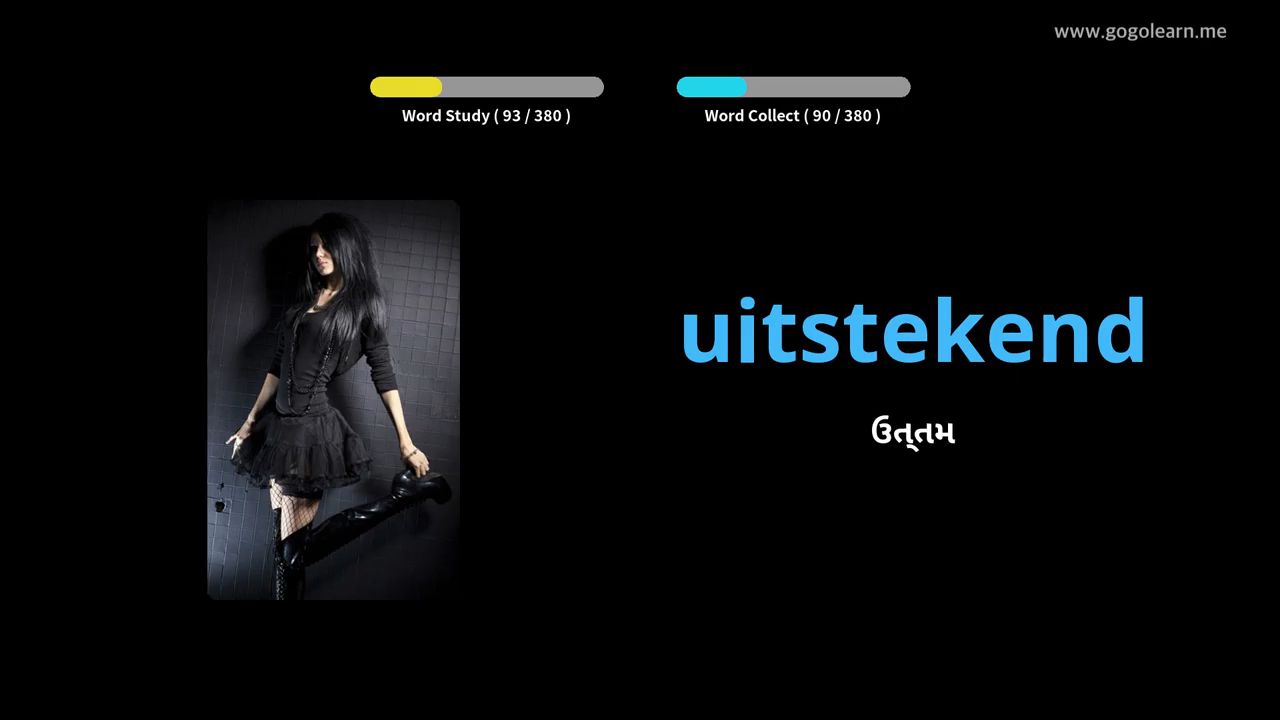 www.gogolearn.me
Word Study ( 93 / 380 )
Word Collect ( 90 / 380 )
uitstekend
ઉત્‌તમ